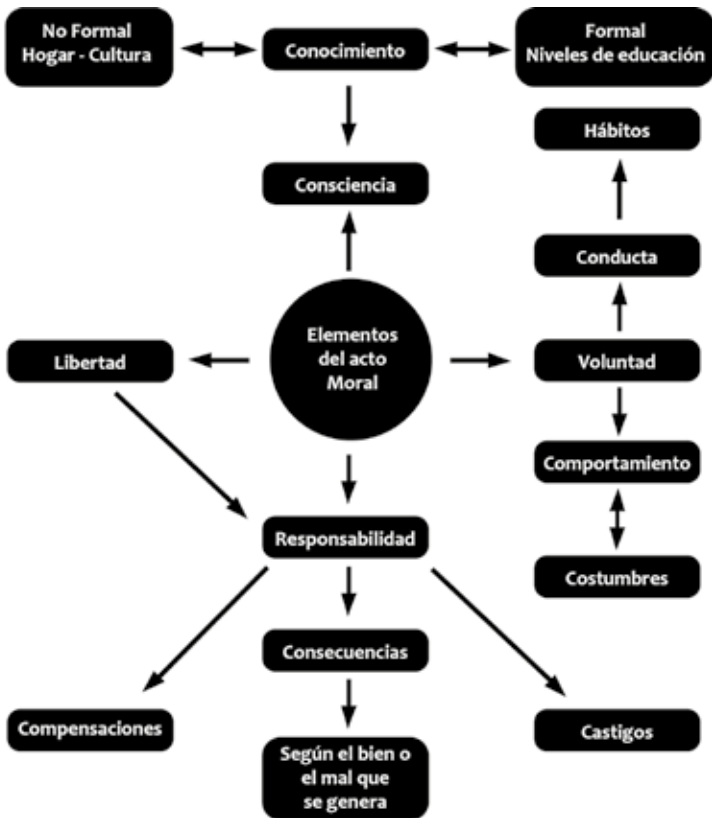 No Formal
Hogar - Cultura
Conocimiento
Formal
Niveles de educación
Hábitos
Consciencia
Conducta
Elementos
del acto
Moral
Libertad
Voluntad
Comportamiento
Responsabilidad
Costumbres
Consecuencias
Compensaciones
Castigos
Según el bien o
el mal que
se genera